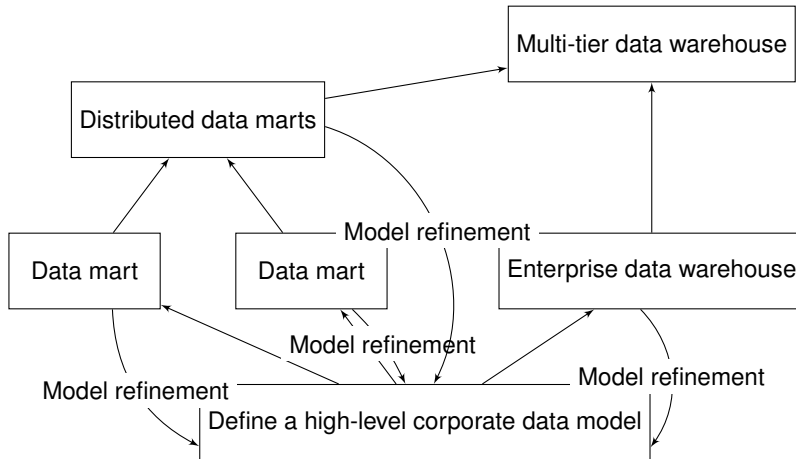 Multi-tier data warehouse
Distributed data marts
Model refinement
Data mart
Data mart
Enterprise data warehouse
Model refinement
Model refinement
Model refinement
Define a high-level corporate data model